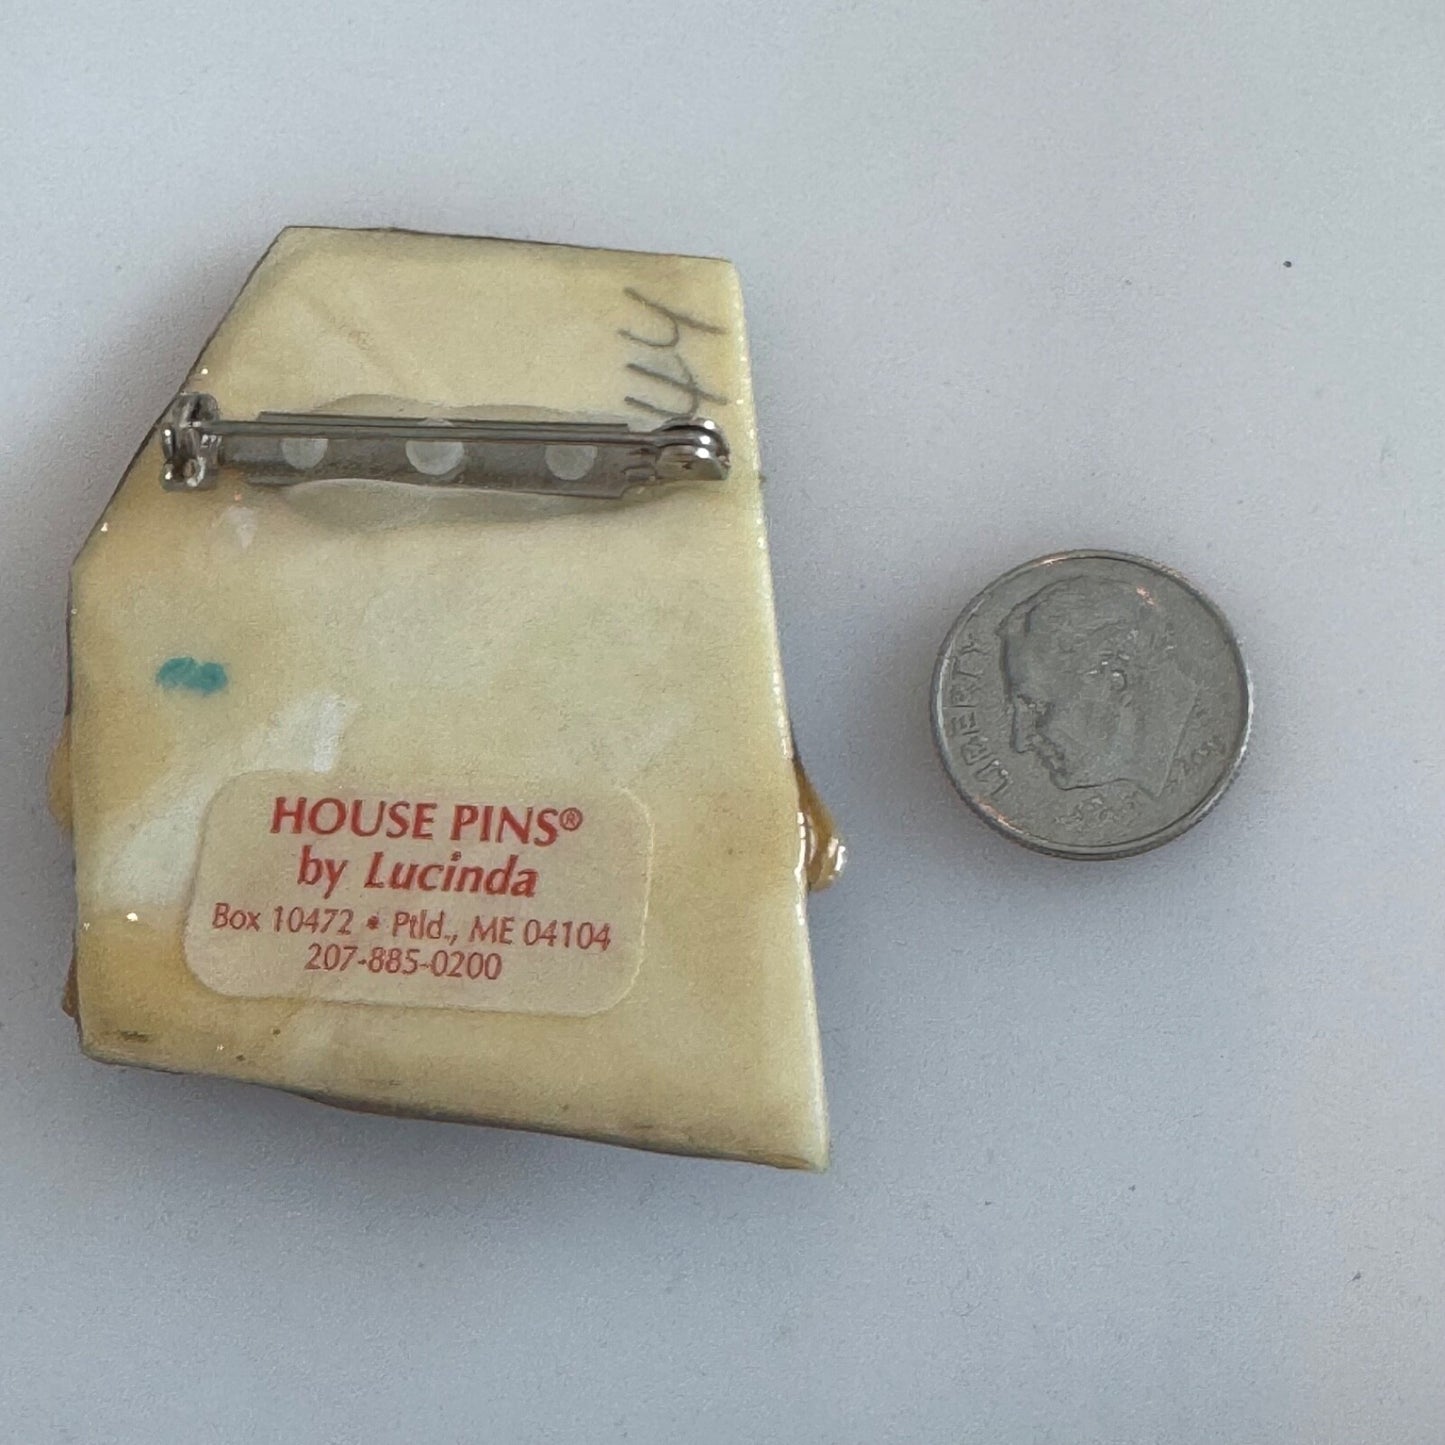 44
HOUSE PINS®
by Lucinda
Box 10472 • Ptld., ME 04104
207-885-0200
LIBERTY